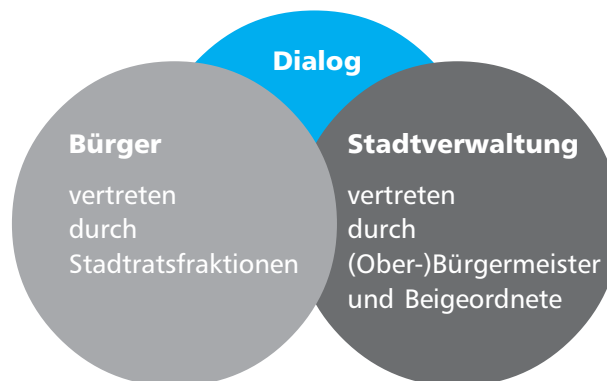 Dialog
Bürger
vertreten
durch
Stadtratsfraktionen
Stadtverwaltung
vertreten
durch
(Ober-)Bürgermeister
und Beigeordnete